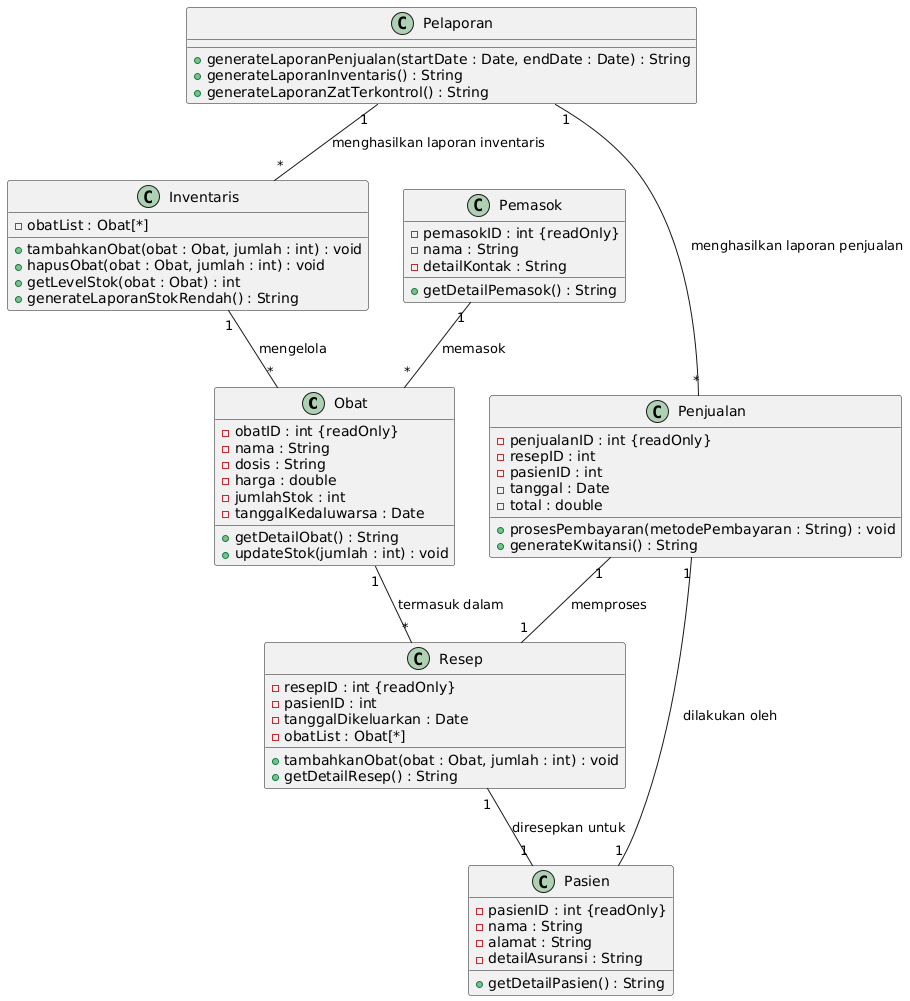 Pelaporan
generateLaporanPenjualan(startDate : Date, endDate : Date) : String
generateLaporanInventaris() : String
generateLaporanZatTerkontrol() : String
1
1
menghasilkan laporan inventaris
*
Inventaris
obatList : Obat[*]
tambahkanObat(obat : Obat, jumlah : int) : void
hapusObat(obat : Obat, jumlah : int) : void
getLevelStok(obat : Obat) : int
generateLaporanStokRendah() : String
Pemasok
pemasokID : int {readOnly}
nama : String
detailKontak : String
getDetailPemasok() : String
menghasilkan laporan penjualan
1
mengelola
*
1
memasok
*
*
Obat
obatID : int {readOnly}
nama : String
dosis : String
harga : double
jumlahStok : int
tanggalKedaluwarsa : Date
getDetailObat() : String
updateStok(jumlah : int) : void
Penjualan
penjualanID : int {readOnly}
resepID : int
pasienID : int
tanggal : Date
total : double
prosesPembayaran(metodePembayaran : String) : void
generateKwitansi() : String
1
termasuk dalam
*
1
memproses
1
1
dilakukan oleh
1
Resep
resepID : int {readOnly}
pasienID : int
tanggalDikeluarkan : Date
obatList : Obat[*]
tambahkanObat(obat : Obat, jumlah : int) : void
getDetailResep() : String
1
diresepkan untuk
1
Pasien
pasienID : int {readOnly}
nama : String
alamat : String
detailAsuransi : String
getDetailPasien() : String